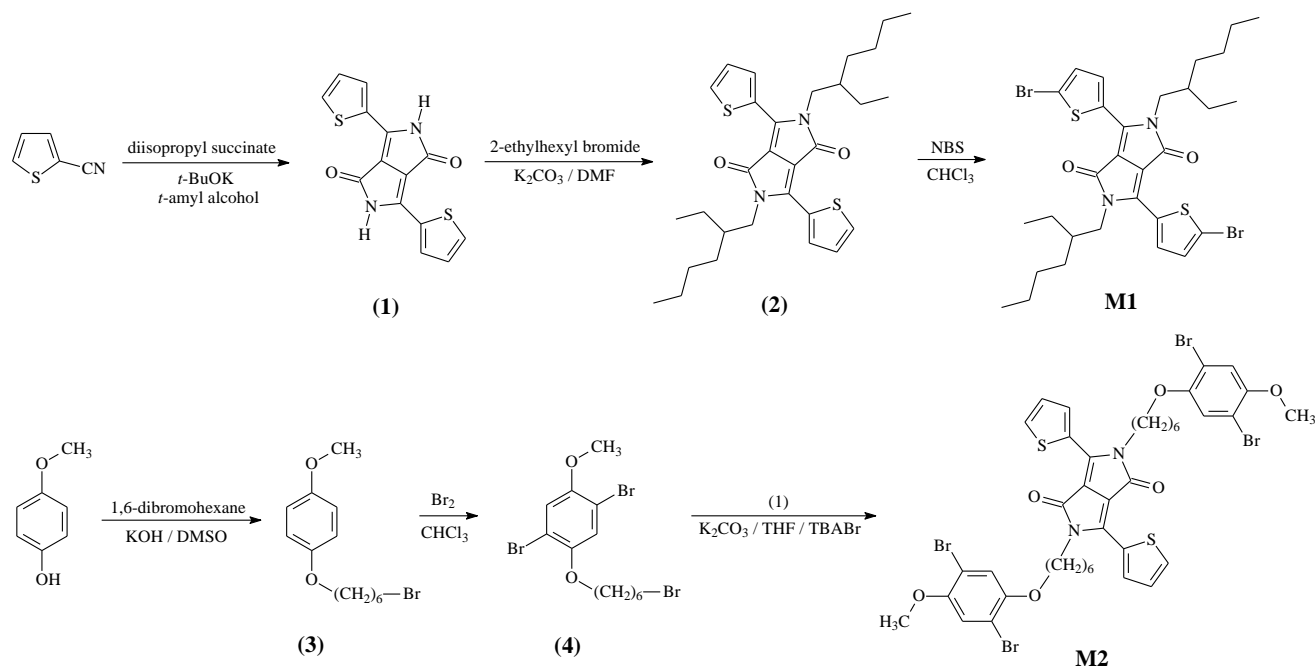 S
CN
diisopropyl succinate
t-BuOK
t-amyl alcohol
S
N
H
O
O
N
H
S
(1)
2-ethylhexyl bromide
K₂CO₃ / DMF
S
N
O
O
N
S
(2)
NBS
CHCl₃
Br
S
N
O
O
N
S
Br
M1
O
CH₃
OH
1,6-dibromohexane
KOH / DMSO
O
CH₃
O
(CH₂)₆
Br
(3)
Br₂
CHCl₃
O
CH₃
Br
Br
O
(CH₂)₆
Br
(4)
(1)
K₂CO₃ / THF / TBABr
Br
O
O
CH₃
Br
(CH₂)₆
S
N
O
O
N
S
(CH₂)₆
Br
O
O
H₃C
Br
M2